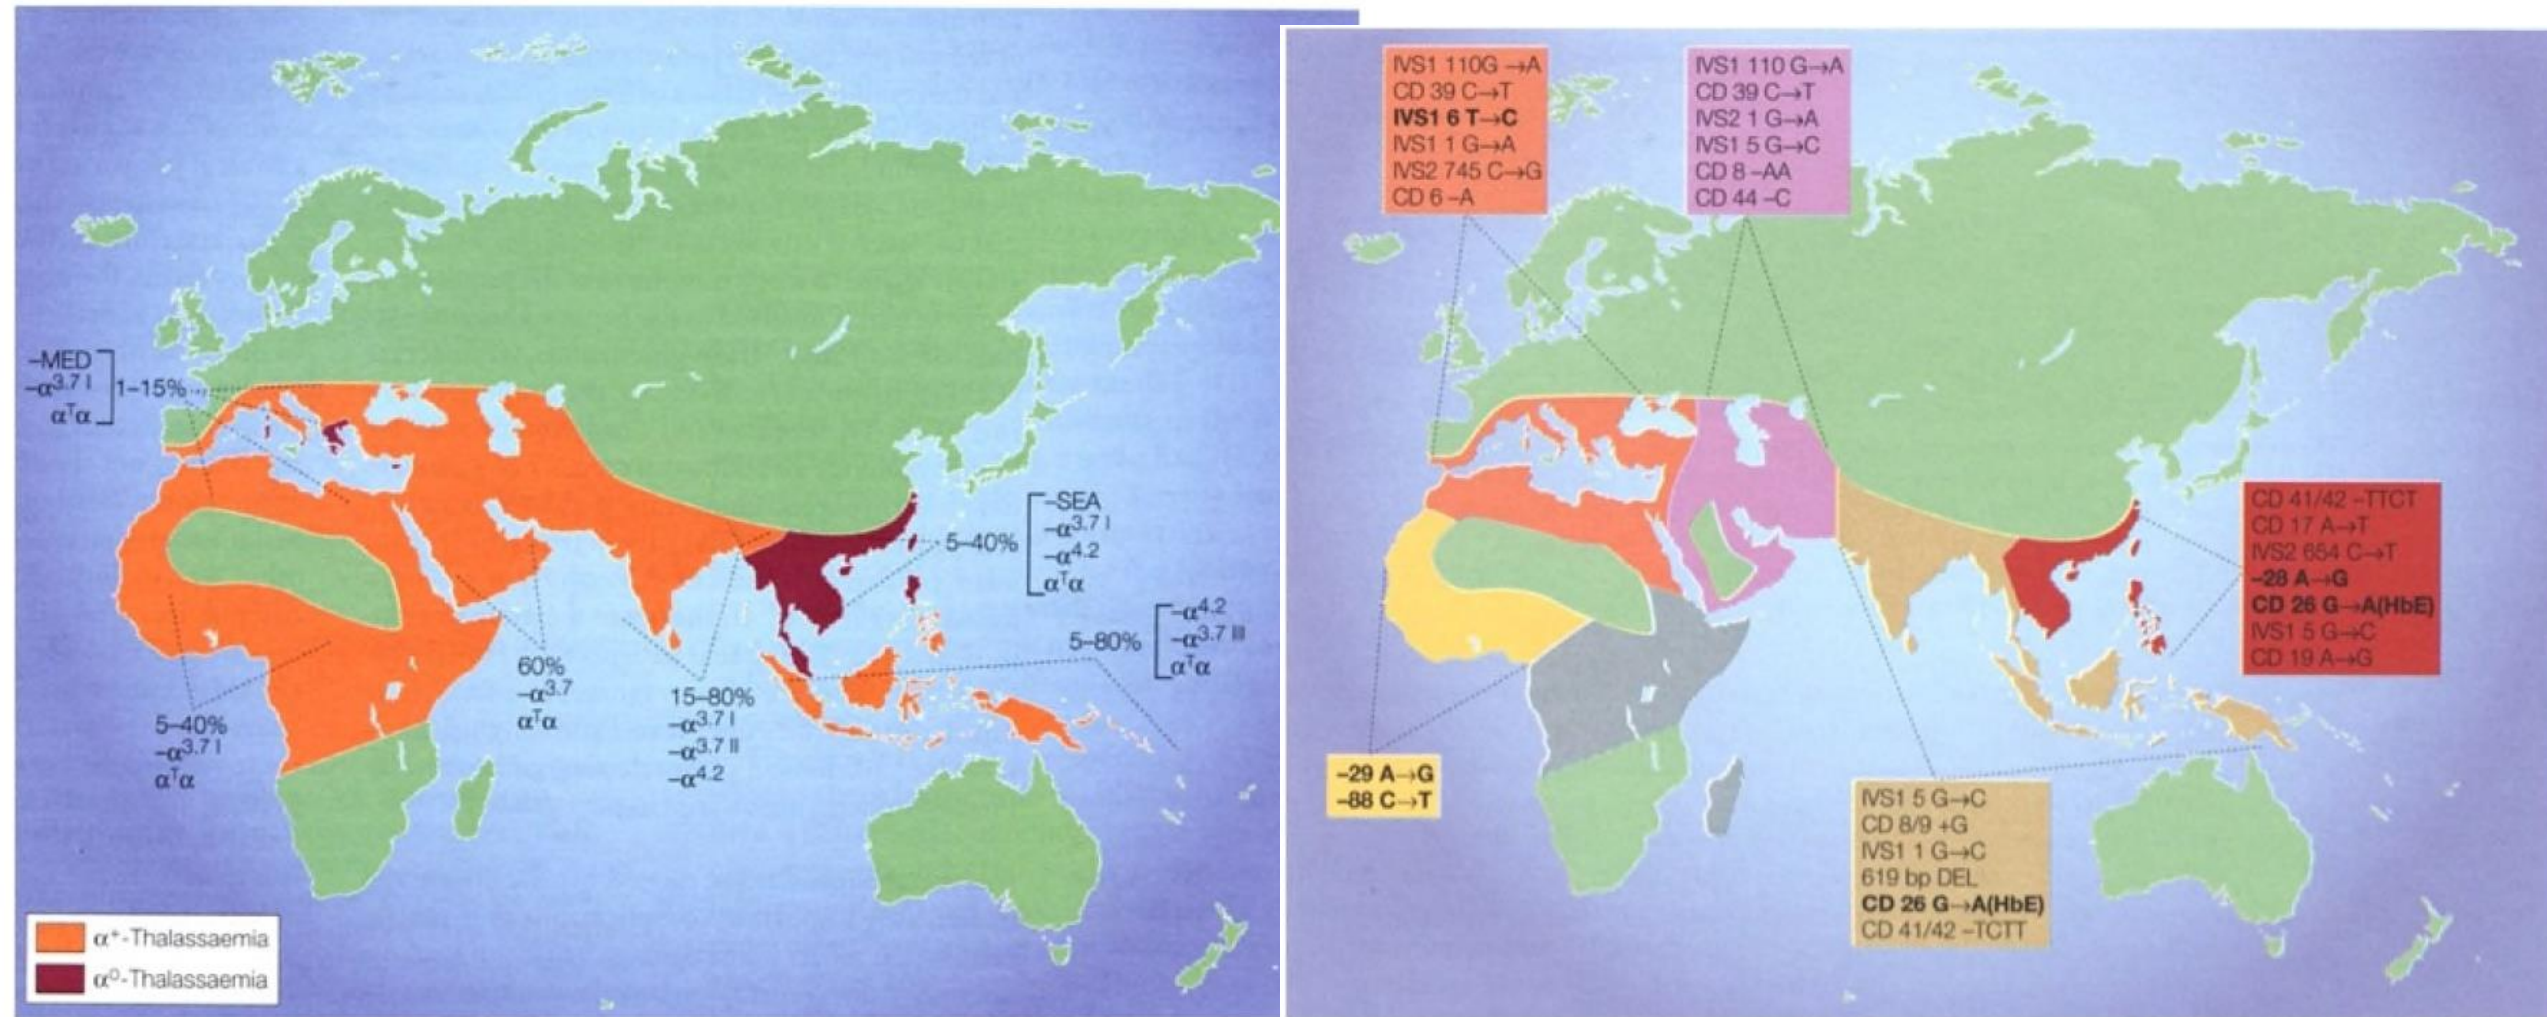 –MED
–α3.7 I
αTα
1–15%
5–40%
–α3.7 I
αTα
60%
–α3.7
αTα
15–80%
–α3.7 I
–α3.7 II
–α4.2
5–40%
–SEA
–α3.7 I
–α4.2
αTα
5–80%
–α4.2
–α3.7 III
αTα
α+-Thalassaemia
αO-Thalassaemia
IVS1 110G →A
CD 39 C→T
IVS1 6 T→C
IVS1 1 G→A
IVS2 745 C→G
CD 6 –A
IVS1 110 G→A
CD 39 C→T
IVS2 1 G→A
IVS1 5 G→C
CD 8 –AA
CD 44 –C
CD 41/42 –TTCT
CD 17 A→T
IVS2 654 C→T
–28 A→G
CD 26 G→A(HbE)
IVS1 5 G→C
CD 19 A→G
–29 A→G
–88 C→T
IVS1 5 G→C
CD 8/9 +G
IVS1 1 G→C
619 bp DEL
CD 26 G→A(HbE)
CD 41/42 –TCTT